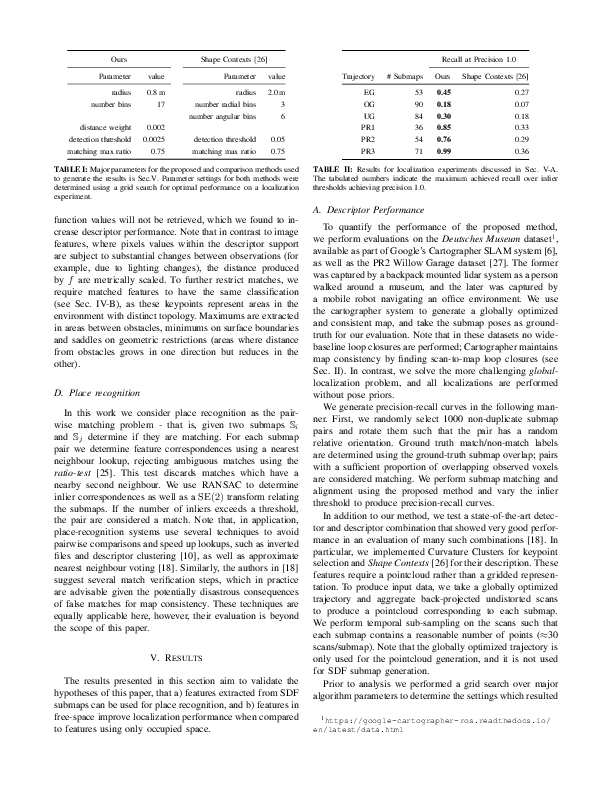 Ours Shape Contexts [26]
Parameter value Parameter value
radius 0.8 m radius 2.0 m
number bins 17 number radial bins 3
number angular bins 6
distance weight 0.002
detection threshold 0.0025 detection threshold 0.05
matching max ratio 0.75 matching max ratio 0.75
TABLE I: Major parameters for the proposed and comparison methods used
to generate the results is Sec.V. Parameter settings for both methods were
determined using a grid search for optimal performance on a localization
experiment.
function values will not be retrieved, which we found to in-
crease descriptor performance. Note that in contrast to image
features, where pixels within the descriptor support
are subject to substantial changes between observations (for
example, due to lighting changes), the distance produced
by f are metrically scaled. To further restrict matches, we
require matched features to have the same classification
(see Sec. IV-B), as these keypoints represent areas in the
environment with distinct topology. Maximums are extracted
in areas between obstacles, minimums on surface boundaries
and saddles on geometric restrictions (areas where distance
from obstacles grows in one direction but reduces in the
other).
D. Place recognition
In this work we consider place recognition as the pair-
wise matching problem - that is, given two submaps 𝕊i
and 𝕊j determine if they are matching. For each submap
pair we determine feature correspondences using a nearest
neighbour lookup, rejecting ambiguous matches using the
ratio-test [25]. This test discards matches which have a
nearby second neighbour. We use RANSAC to determine
inlier correspondences as well as a SE(2) transform relating
the submaps. If the number of inliers exceeds a threshold,
the pair are considered a match. Note that, in application,
place-recognition systems use several techniques to avoid
pairwise comparisons and speed up lookups, such as inverted
files and descriptor clustering [10], as well as approximate
nearest neighbour voting [18]. Similarly, the authors in [18]
suggest several match verification steps, which in practice
are advisable given the potentially disastrous consequences
of false matches for map consistency. These techniques are
equally applicable here, however, their evaluation is beyond
the scope of this paper.
V. RESULTS
The results presented in this section aim to validate the
hypotheses of this paper, that a) features extracted from SDF
submaps can be used for place recognition, and b) features in
free-space improve localization performance when compared
to features using only occupied space.
Recall at Precision 1.0
Trajectory # Submaps Ours Shape Contexts [26]
EG 53 0.45 0.27
OG 90 0.18 0.07
UG 84 0.30 0.18
PR1 36 0.85 0.33
PR2 54 0.76 0.29
PR3 71 0.99 0.36
TABLE II: Results for localization experiments discussed in Sec. V-A.
The tabulated numbers indicate the maximum achieved recall over inlier
thresholds achieving precision 1.0.
A. Descriptor Performance
To quantify the performance of the proposed method,
we perform evaluations on the Deutsches Museum dataset1,
available as part of Google's Cartographer SLAM system [6],
as well as the PR2 Willow Garage dataset [27]. The former
was captured by a backpack mounted lidar system as a person
walked around a museum, and the later was captured by
a mobile robot navigating an office environment. We use
the cartographer system to generate a globally optimized
and consistent map, and take the submap poses as ground-
truth for our evaluation. Note that in these datasets no wide-
baseline loop closures are performed; Cartographer maintains
map consistency by finding scan-to-map loop closures (see
Sec. II). In contrast, we solve the more challenging global-
localization problem, and all localizations are performed
without pose priors.
We generate precision-recall curves in the following man-
ner. First, we randomly select 1000 non-duplicate submap
pairs and rotate them such that the pair has a random
relative orientation. Ground truth match/non-match labels
are determined using the ground-truth submap overlap; pairs
with a sufficient proportion of overlapping observed voxels
are considered matching. We perform submap matching and
alignment using the proposed method and vary the inlier
threshold to produce precision-recall curves.
In addition to our method, we test a state-of-the-art detec-
tor and descriptor combination that showed very good perfor-
mance in an evaluation of many such combinations [18]. In
particular, we implemented Curvature Clusters for keypoint
selection and Shape Contexts [26] for their description. These
features require a pointcloud rather than a gridded represen-
tation. To produce input data, we take a globally optimized
trajectory and aggregate back-projected undistorted scans
to produce a pointcloud corresponding to each submap.
We perform temporal sub-sampling on the scans such that
each submap contains a reasonable number of points (≈30
scans/submap). Note that the globally optimized trajectory is
only used for the pointcloud generation, and it is not used
for SDF submap generation.
Prior to analysis we performed a grid search over major
algorithm parameters to determine the settings which resulted
1https://google-cartographer-ros.readthedocs.io/
en/latest/data.html